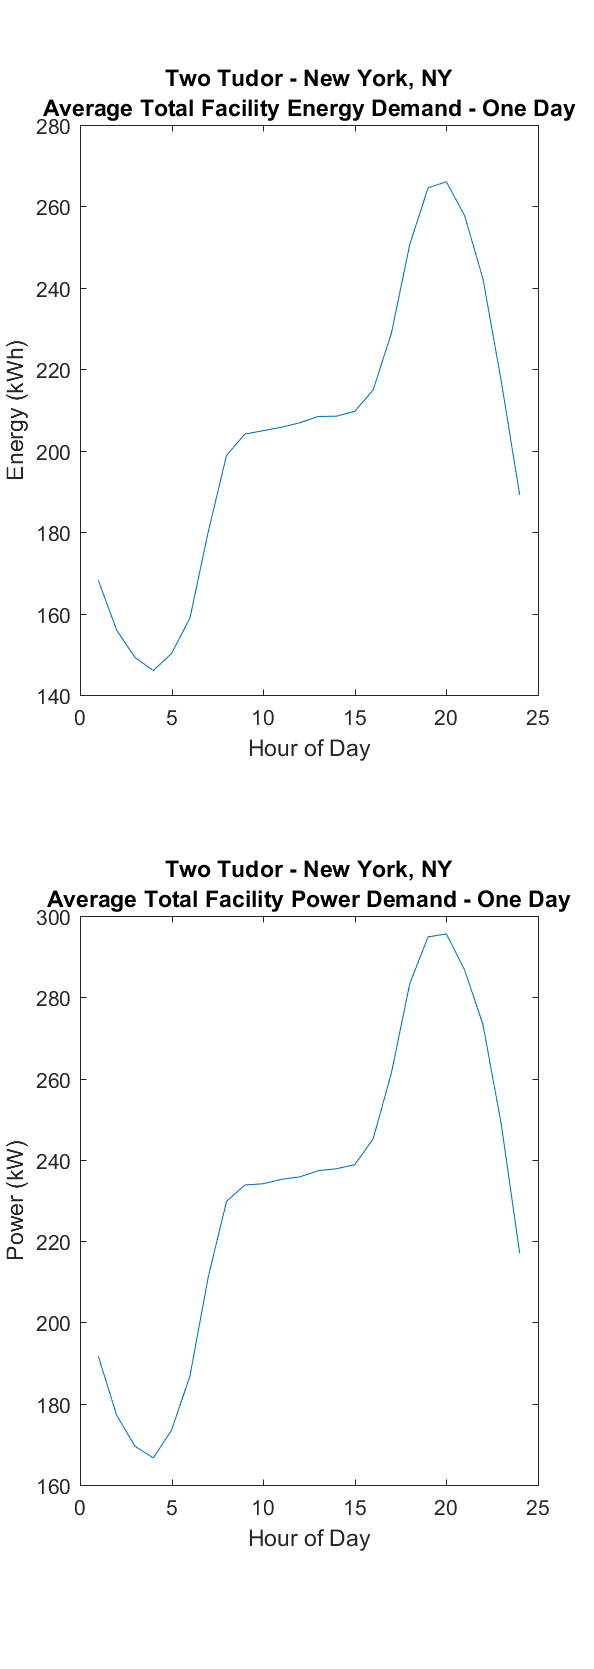 Two Tudor - New York, NY
Average Total Facility Energy Demand - One Day
280
260
240
220
200
180
160
140
Energy (kWh)
0 5 10 15 20 25
Hour of Day
Two Tudor - New York, NY
Average Total Facility Power Demand - One Day
300
280
260
240
220
200
180
160
Power (kW)
0 5 10 15 20 25
Hour of Day